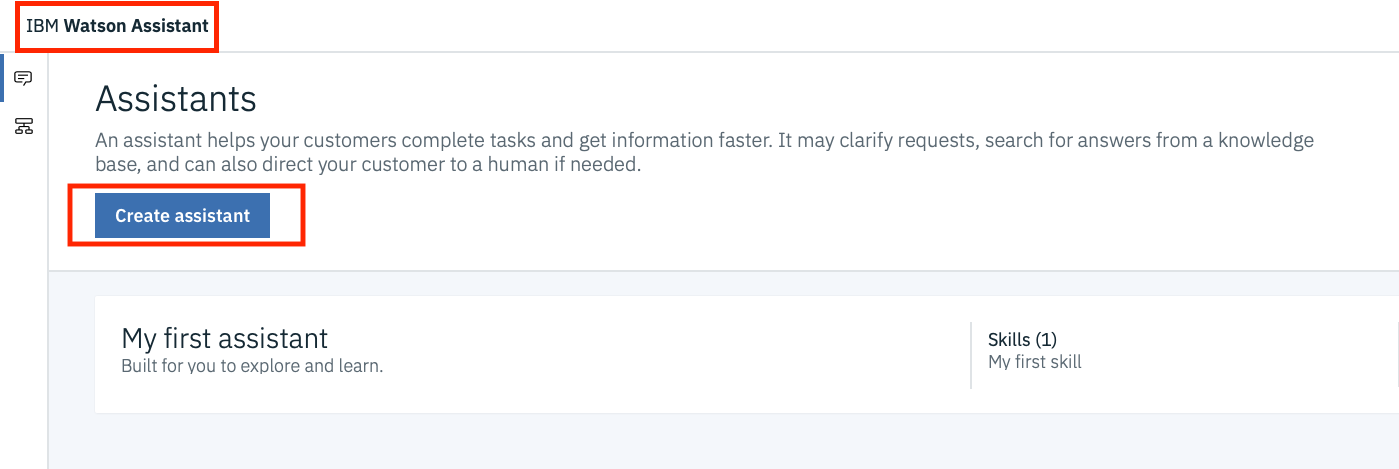 IBM Watson Assistant
Assistants
An assistant helps your customers complete tasks and get information faster. It may clarify requests, search for answers from a knowledge
base, and can also direct your customer to a human if needed.
Create assistant
My first assistant
Built for you to explore and learn.
Skills (1)
My first skill